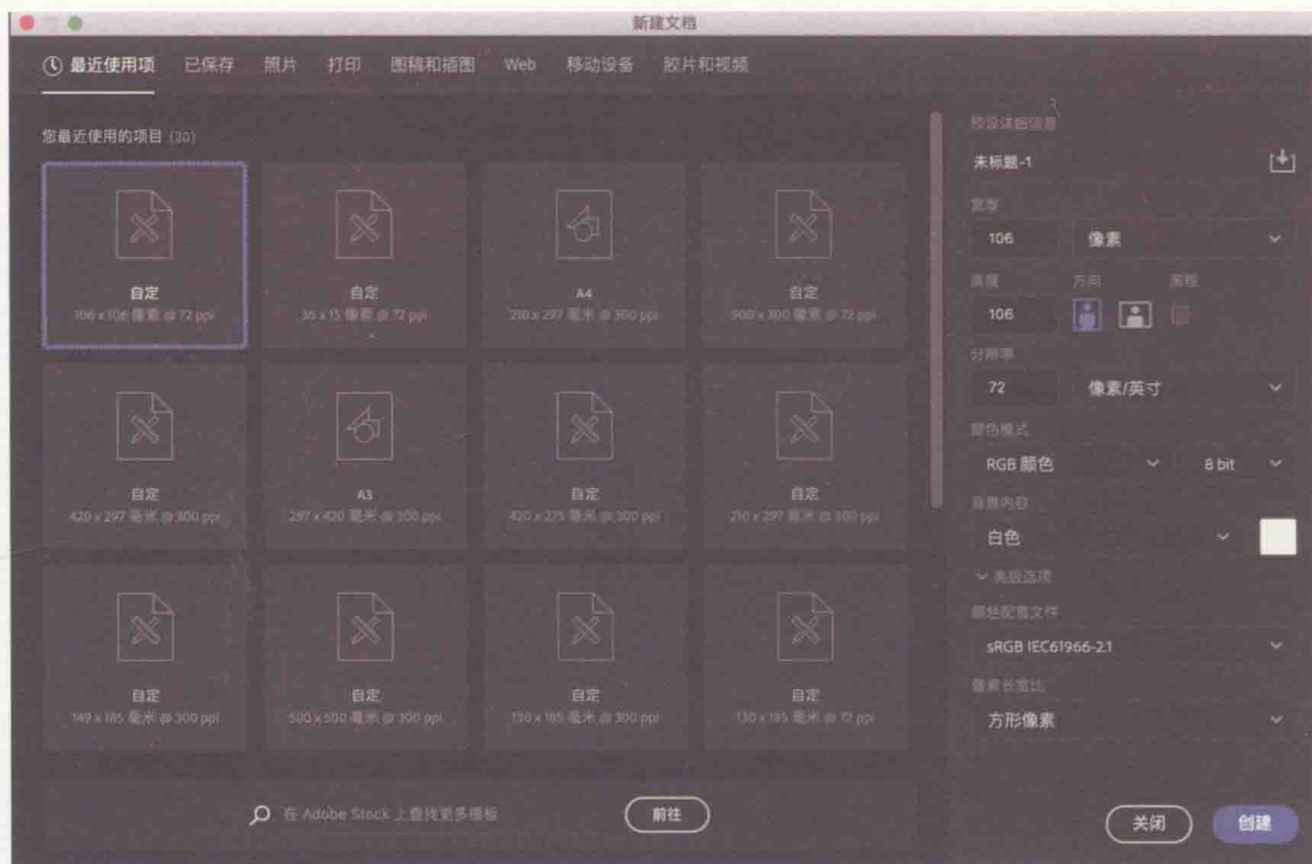 新建文档
最近使用项 已保存 照片 打印 图稿和插图 Web 移动设备 胶片和视频
您最近使用的项目 (20)
自定
106 x 106 像素 @ 72 ppi
自定
36 x 15 像素 @ 72 ppi
A4
210 x 297 毫米 @ 300 ppi
自定
900 x 300 像素 @ 72 ppi
自定
420 x 297 毫米 @ 300 ppi
A3
297 x 420 毫米 @ 300 ppi
自定
420 x 275 毫米 @ 300 ppi
自定
210 x 297 毫米 @ 300 ppi
自定
149 x 185 毫米 @ 300 ppi
自定
500 x 500 毫米 @ 300 ppi
自定
130 x 185 毫米 @ 300 ppi
自定
130 x 185 毫米 @ 72 ppi
在 Adobe Stock 上查找更多模板 前往
预设详细信息
未标题-1
宽度
106 像素
高度 方向 画板
106
分辨率
72 像素/英寸
颜色模式
RGB 颜色 8 bit
背景内容
白色
高级选项
颜色配置文件
sRGB IEC61966-2.1
像素长宽比
方形像素
关闭 创建